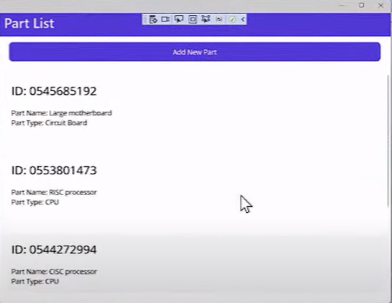 Part List
Add New Part
ID: 0545685192
Part Name: Large motherboard
Part Type: Circuit Board
ID: 0553801473
Part Name: RISC processor
Part Type: CPU
ID: 0544272994
Part Name: CISC processor
Part Type: CPU